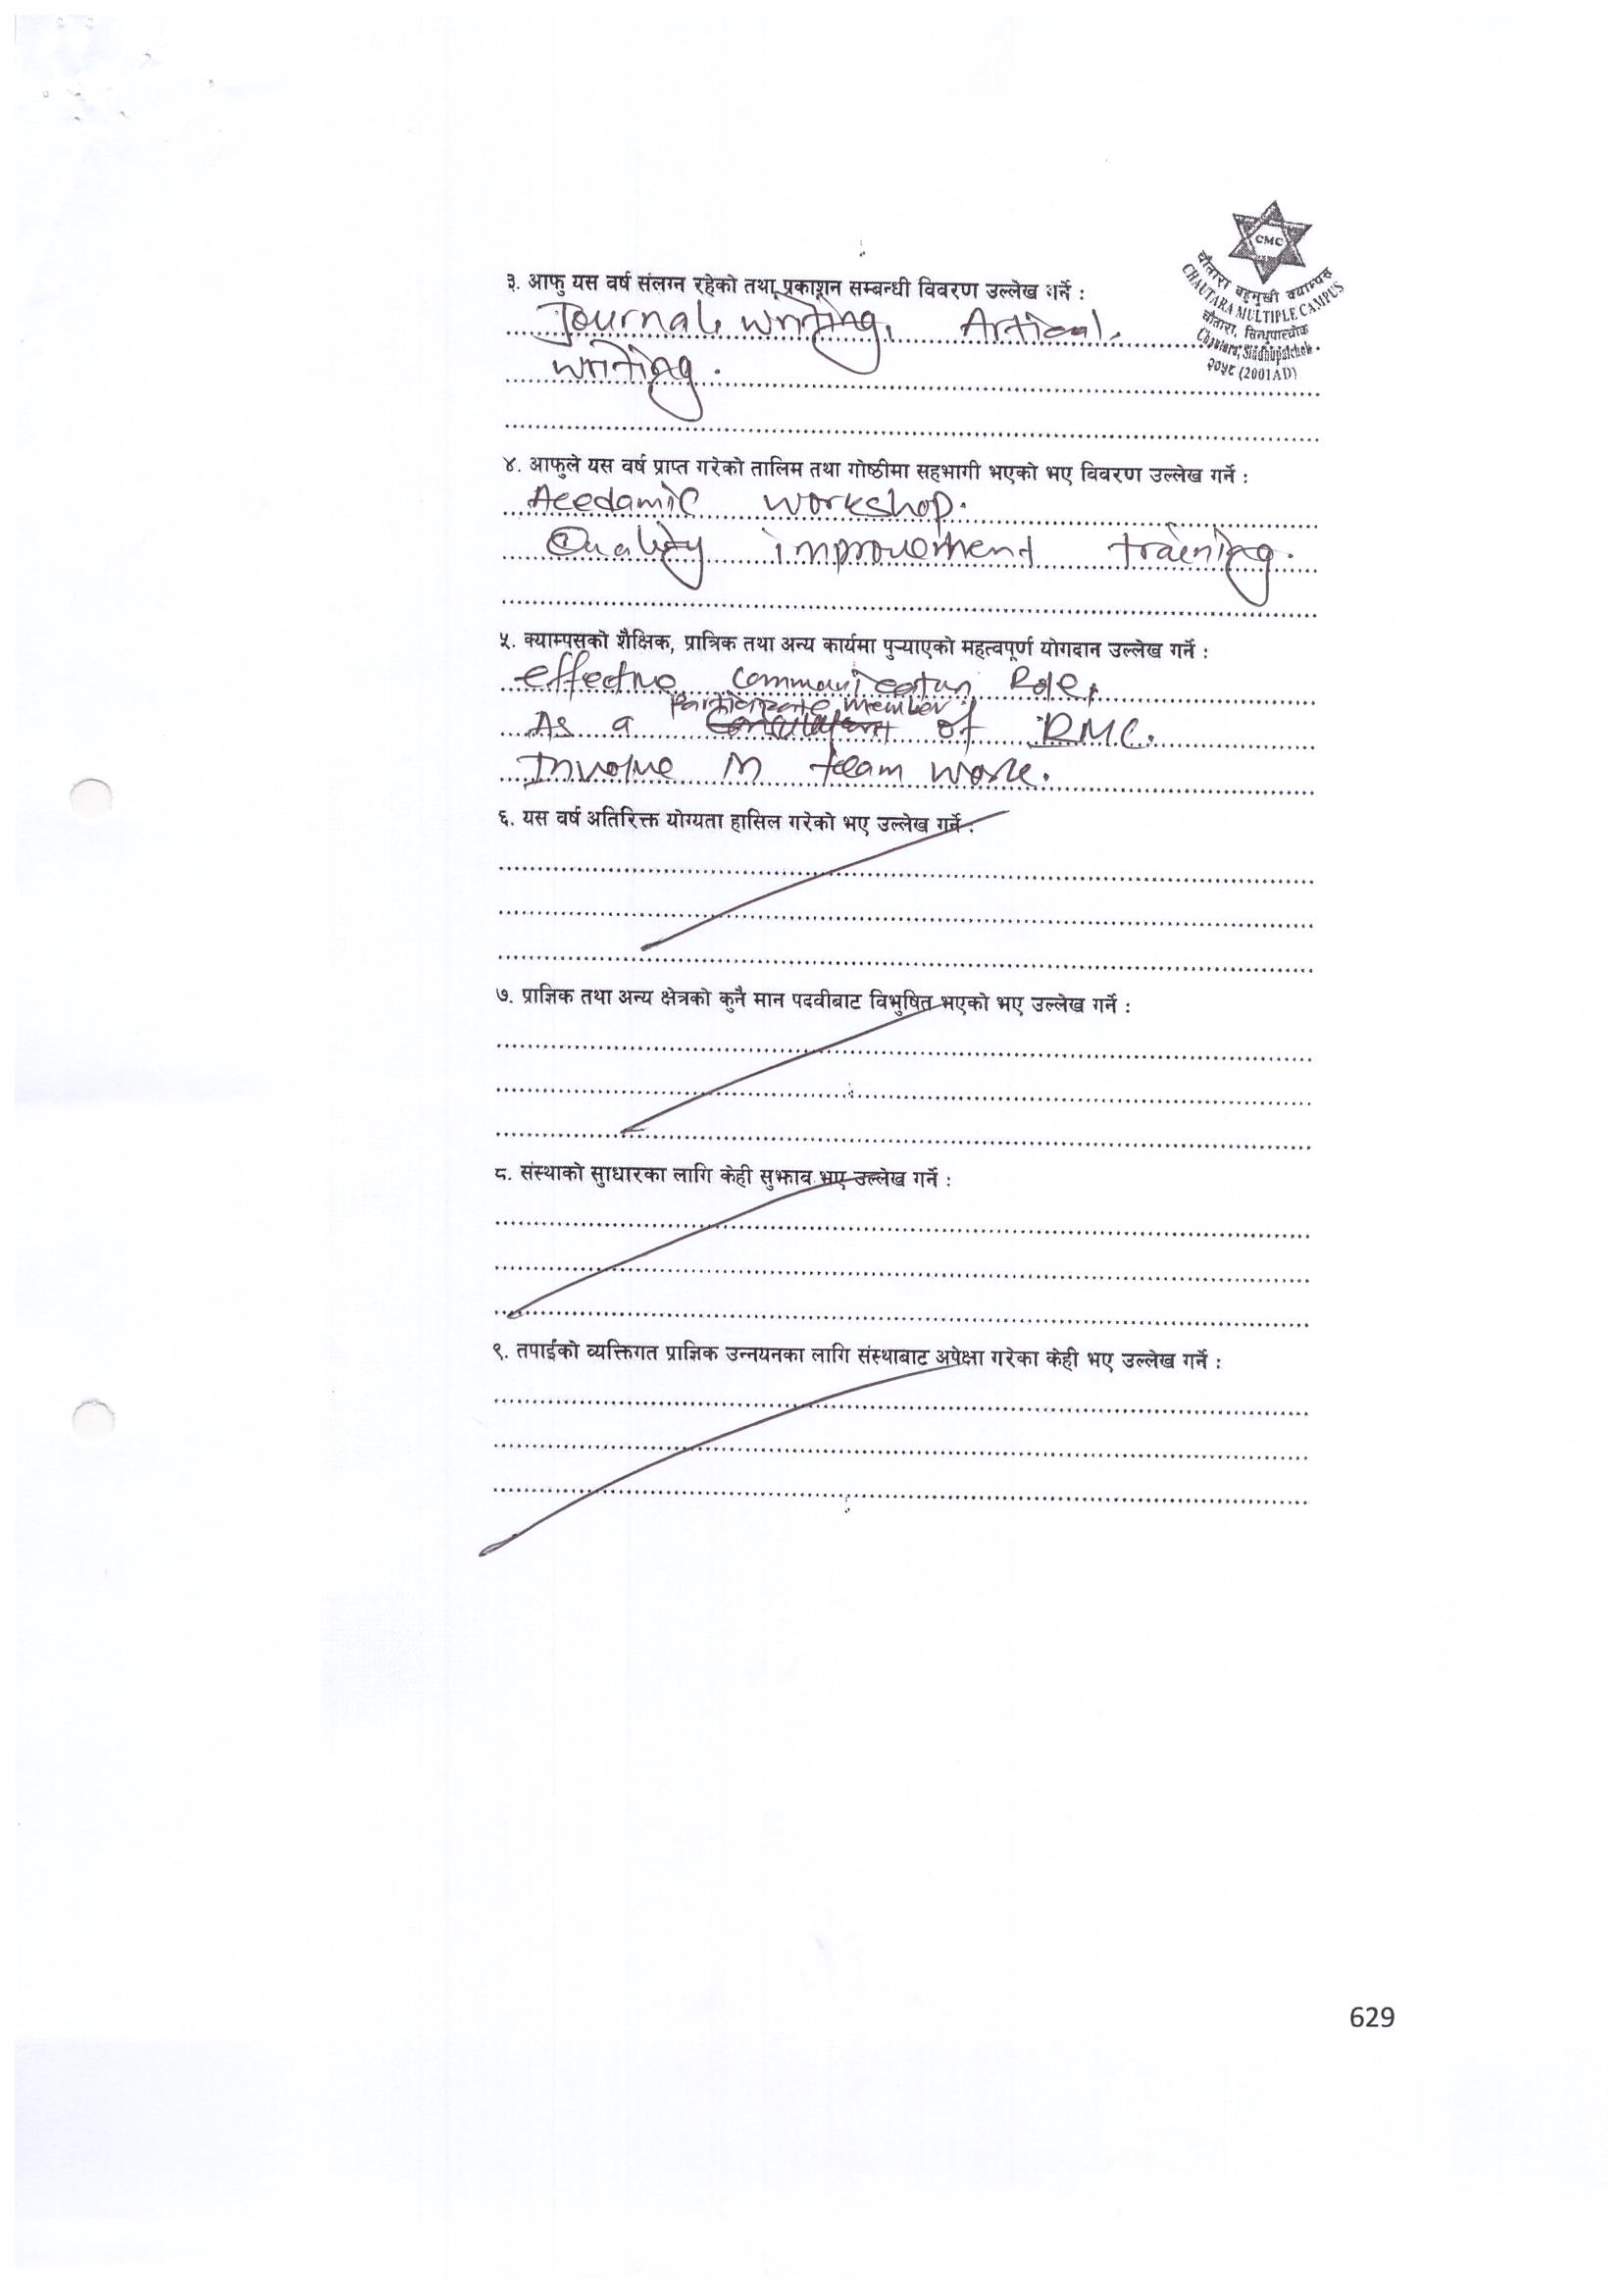 CMC
चौतारा बहुमुखी क्याम्पस
CHAUTARA MULTIPLE CAMPUS
चौतारा, सिन्धुपाल्चोक
Chautara, Sindhupalchok
२०५८ (2001AD)
३. आफु यस वर्ष संलग्न रहेको तथा प्रकाशन सम्बन्धी विवरण उल्लेख गर्ने :
Journal writing, Artical
writing.
४. आफुले यस वर्ष प्राप्त गरेको तालिम तथा गोष्ठीमा सहभागी भएको भए विवरण उल्लेख गर्ने :
Acedamic workshop.
Quality improvement training.
५. क्याम्पसको शैक्षिक, प्रात्रिक तथा अन्य कार्यमा पुऱ्याएको महत्वपूर्ण योगदान उल्लेख गर्ने :
effective communication Role,
Participate member
As a of RMC.
Involve in team work.
६. यस वर्ष अतिरिक्त योग्यता हासिल गरेको भए उल्लेख गर्ने :
७. प्राज्ञिक तथा अन्य क्षेत्रको कुनै मान पदवीबाट विभुषित भएको भए उल्लेख गर्ने :
८. संस्थाको सुधारका लागि केही सुझाव भए उल्लेख गर्ने :
९. तपाईंको व्यक्तिगत प्राज्ञिक उन्नयनका लागि संस्थाबाट अपेक्षा गरेका केही भए उल्लेख गर्ने :
629